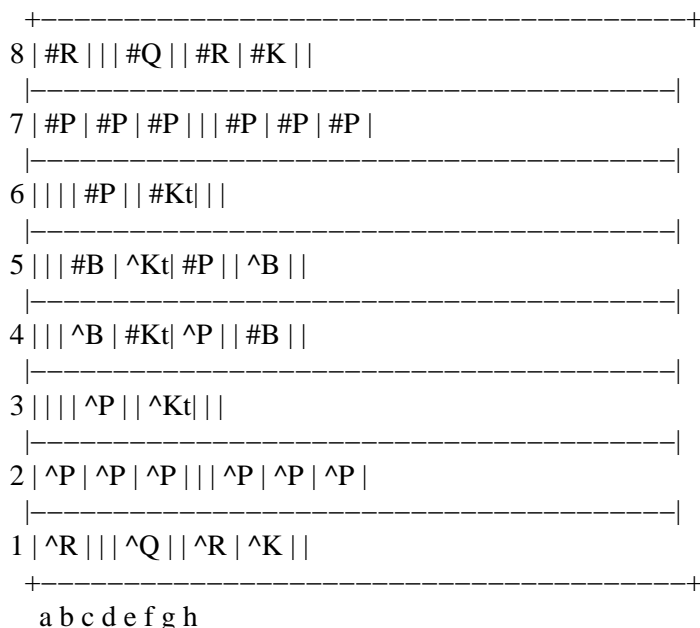 +−−−−−−−−−−−−−−−−−−−−−−−−−−−−−−−−−−−−−−−+
8 | #R | | | #Q | | #R | #K | |
|−−−−−−−−−−−−−−−−−−−−−−−−−−−−−−−−−−−−−−−|
7 | #P | #P | #P | | | #P | #P | #P |
|−−−−−−−−−−−−−−−−−−−−−−−−−−−−−−−−−−−−−−−|
6 | | | | #P | | #Kt| | |
|−−−−−−−−−−−−−−−−−−−−−−−−−−−−−−−−−−−−−−−|
5 | | | #B | ^Kt| #P | | ^B | |
|−−−−−−−−−−−−−−−−−−−−−−−−−−−−−−−−−−−−−−−|
4 | | | ^B | #Kt| ^P | | #B | |
|−−−−−−−−−−−−−−−−−−−−−−−−−−−−−−−−−−−−−−−|
3 | | | | ^P | | ^Kt| | |
|−−−−−−−−−−−−−−−−−−−−−−−−−−−−−−−−−−−−−−−|
2 | ^P | ^P | ^P | | | ^P | ^P | ^P |
|−−−−−−−−−−−−−−−−−−−−−−−−−−−−−−−−−−−−−−−|
1 | ^R | | | ^Q | | ^R | ^K | |
+−−−−−−−−−−−−−−−−−−−−−−−−−−−−−−−−−−−−−−−+
a b c d e f g h